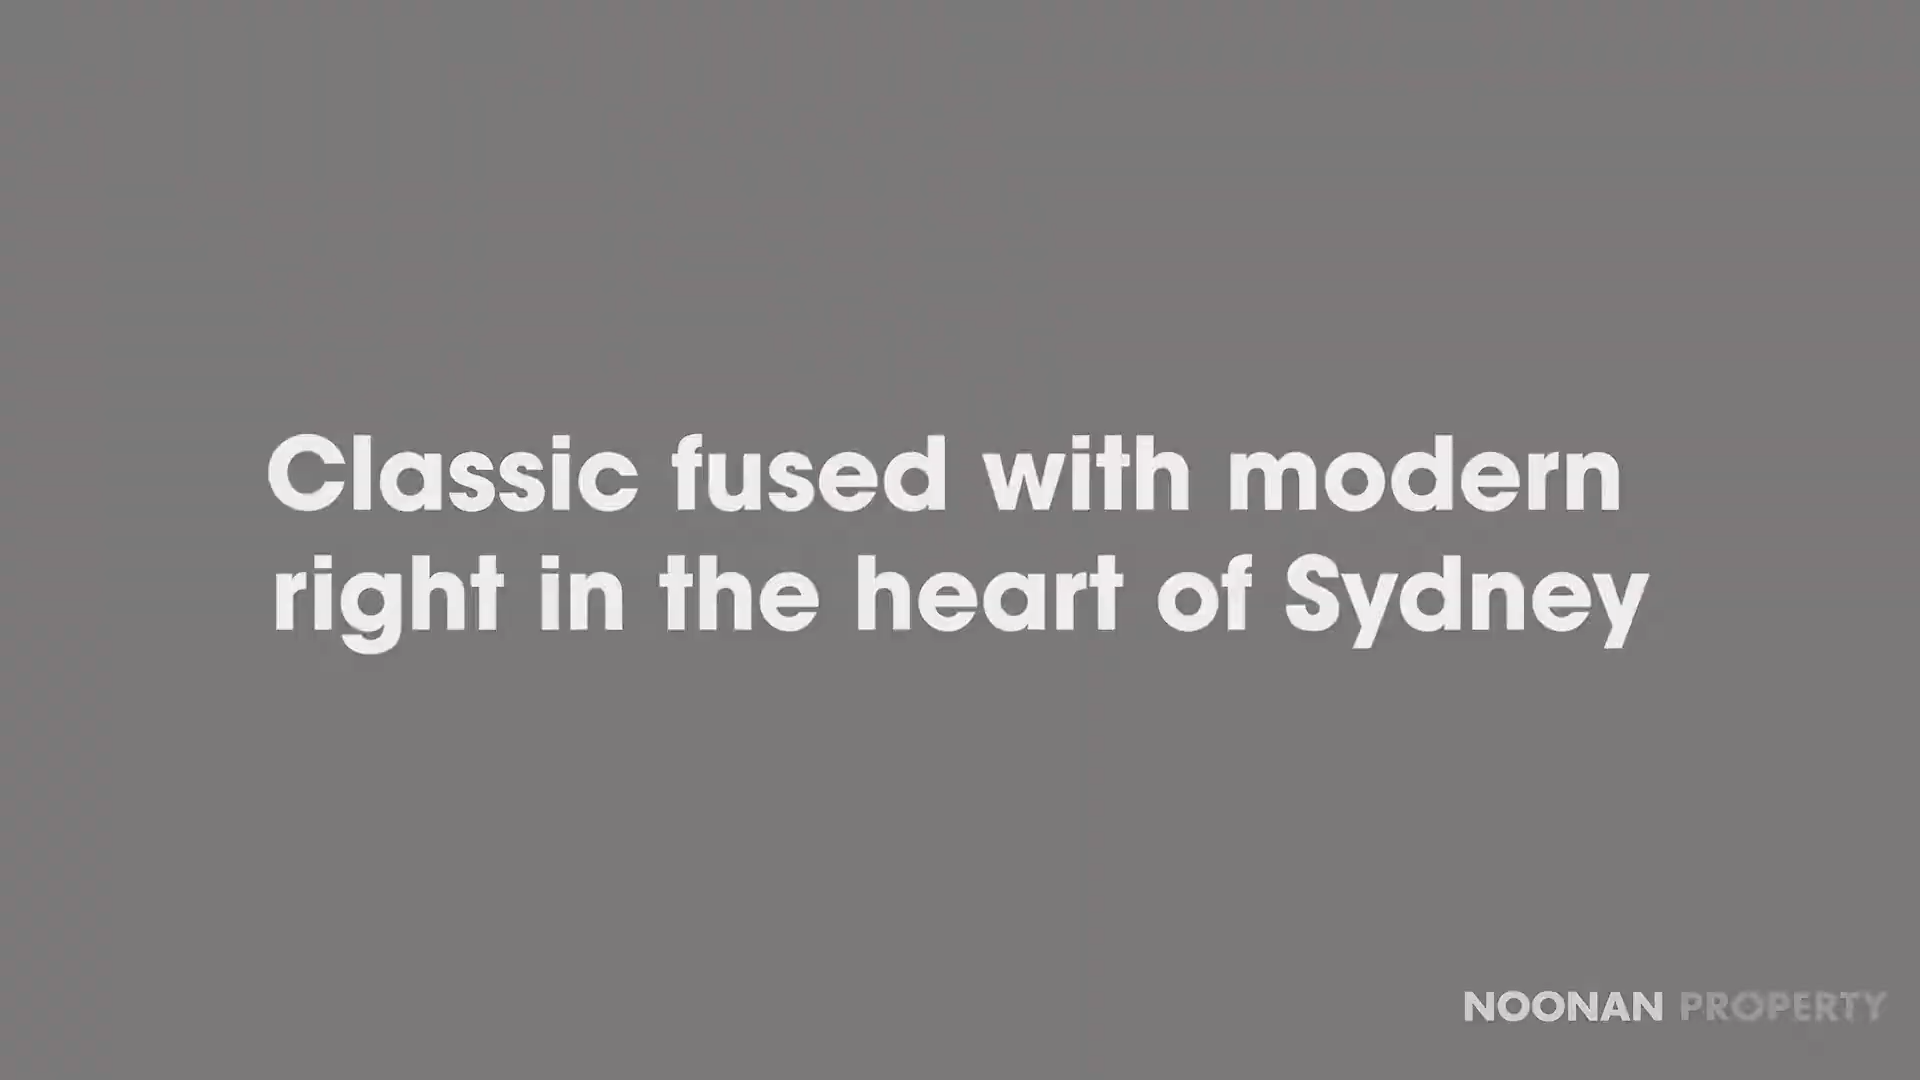 Classic fused with modern
right in the heart of Sydney
NOONAN PROPERTY